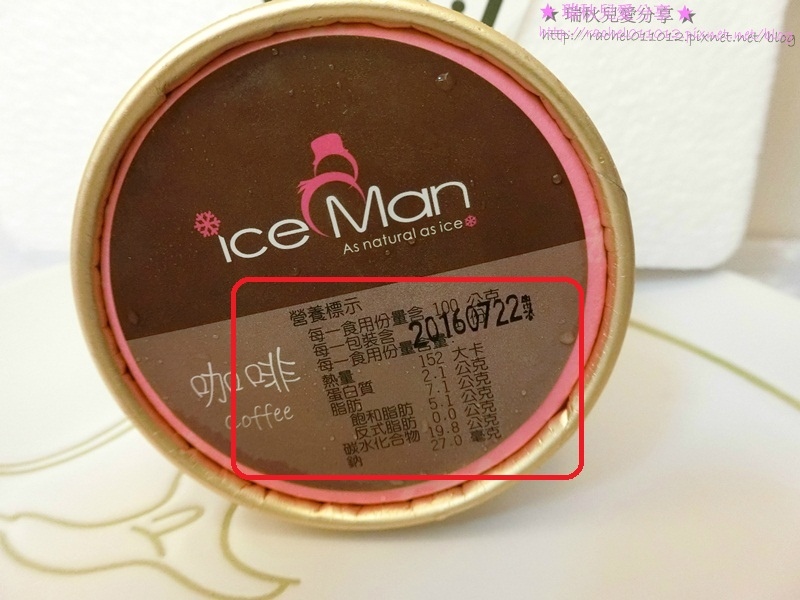 ★ 瑞秋兒愛分享 ★
http://rachel011012.pixnet.net/blog
ice Man
As natural as ice
營養標示
每一食用份量含 100 公克
每一包裝含
20160722
每一食用份量含量:
熱量 152 大卡
蛋白質 2.1 公克
脂肪 7.1 公克
飽和脂肪 5.1 公克
反式脂肪 0.0 公克
碳水化合物 19.8 公克
鈉 27.0 毫克
咖啡
coffee